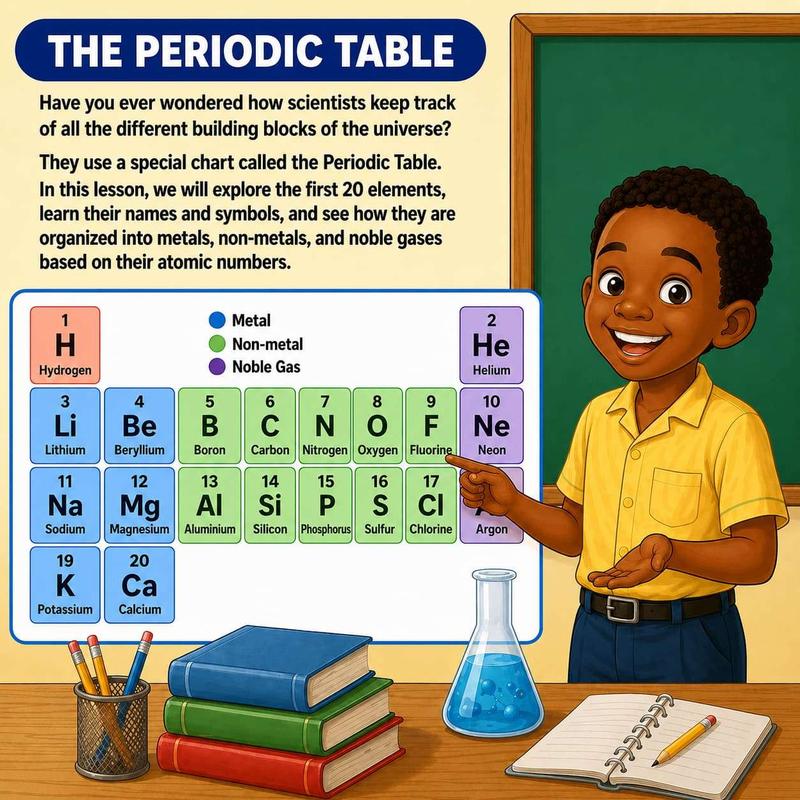 THE PERIODIC TABLE
Have you ever wondered how scientists keep track
of all the different building blocks of the universe?
They use a special chart called the Periodic Table.
In this lesson, we will explore the first 20 elements,
learn their names and symbols, and see how they are
organized into metals, non-metals, and noble gases
based on their atomic numbers.
1
H
Hydrogen
Metal
Non-metal
Noble Gas
2
He
Helium
3
Li
Lithium
4
Be
Beryllium
5
B
Boron
6
C
Carbon
7
N
Nitrogen
8
O
Oxygen
9
F
Fluorine
10
Ne
Neon
11
Na
Sodium
12
Mg
Magnesium
13
Al
Aluminium
14
Si
Silicon
15
P
Phosphorus
16
S
Sulfur
17
Cl
Chlorine
Argon
19
K
Potassium
20
Ca
Calcium